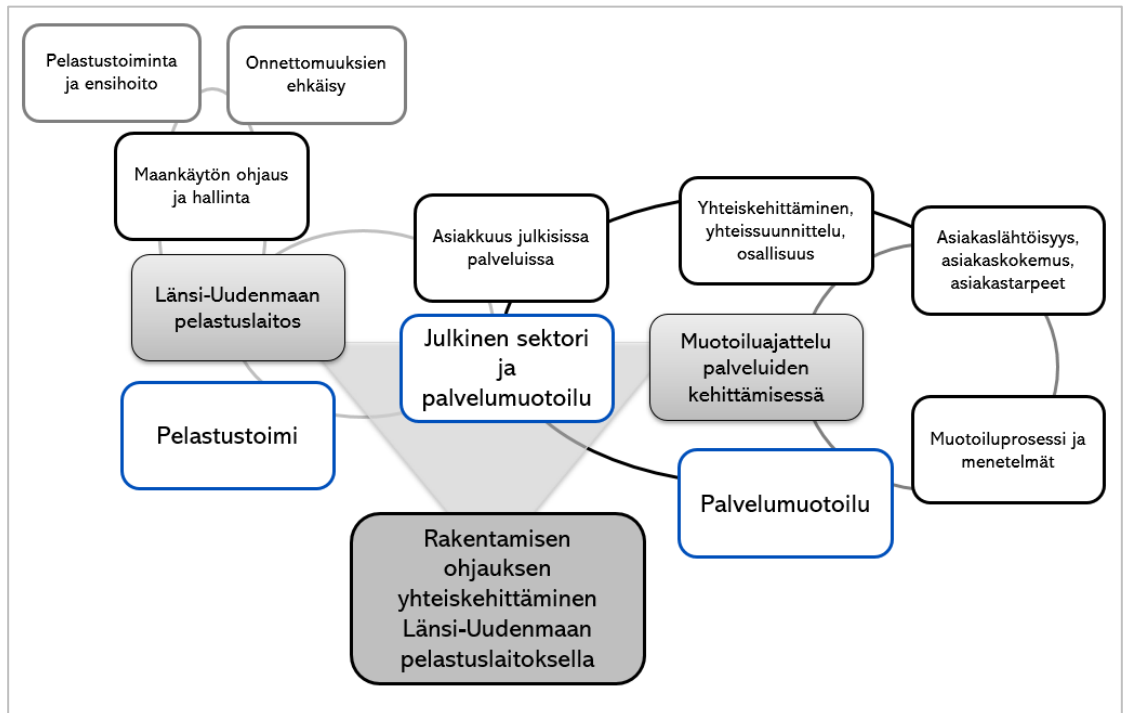 Pelastustoiminta
ja ensihoito
Onnettomuuksien
ehkäisy
Maankäytön ohjaus
ja hallinta
Länsi-Uudenmaan
pelastuslaitos
Pelastustoimi
Asiakkuus julkisissa
palveluissa
Julkinen sektori
ja
palvelumuotoilu
Yhteiskehittäminen,
yhteissuunnittelu,
osallisuus
Muotoiluajattelu
palveluiden
kehittämisessä
Palvelumuotoilu
Asiakaslähtöisyys,
asiakaskokemus,
asiakastarpeet
Muotoiluprosessi ja
menetelmät
Rakentamisen
ohjauksen
yhteiskehittäminen
Länsi-Uudenmaan
pelastuslaitoksella